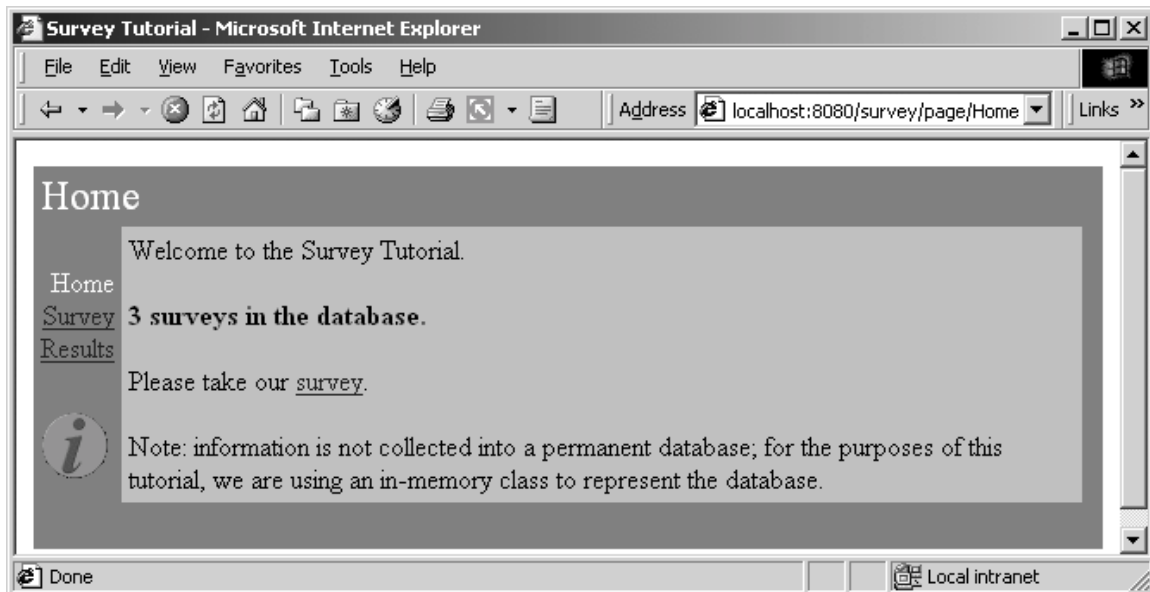 Survey Tutorial - Microsoft Internet Explorer
File Edit View Favorites Tools Help
Address localhost:8080/survey/page/Home Links »
Home
Welcome to the Survey Tutorial.
Home
Survey 3 surveys in the database.
Results
Please take our survey.
i
Note: information is not collected into a permanent database; for the purposes of this
tutorial, we are using an in-memory class to represent the database.
Done Local intranet